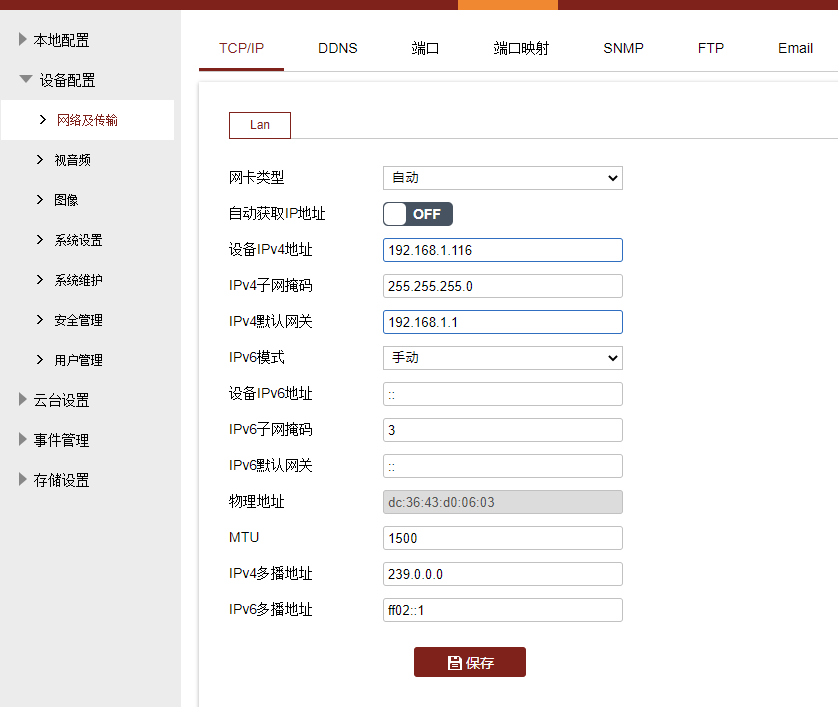 本地配置
设备配置
网络及传输
视音频
图像
系统设置
系统维护
安全管理
用户管理
云台设置
事件管理
存储设置
TCP/IP DDNS 端口 端口映射 SNMP FTP Email
Lan
网卡类型 自动
自动获取IP地址 OFF
设备IPv4地址 192.168.1.116
IPv4子网掩码 255.255.255.0
IPv4默认网关 192.168.1.1
IPv6模式 手动
设备IPv6地址 ::
IPv6子网掩码 3
IPv6默认网关 ::
物理地址 dc:36:43:d0:06:03
MTU 1500
IPv4多播地址 239.0.0.0
IPv6多播地址 ff02::1
保存